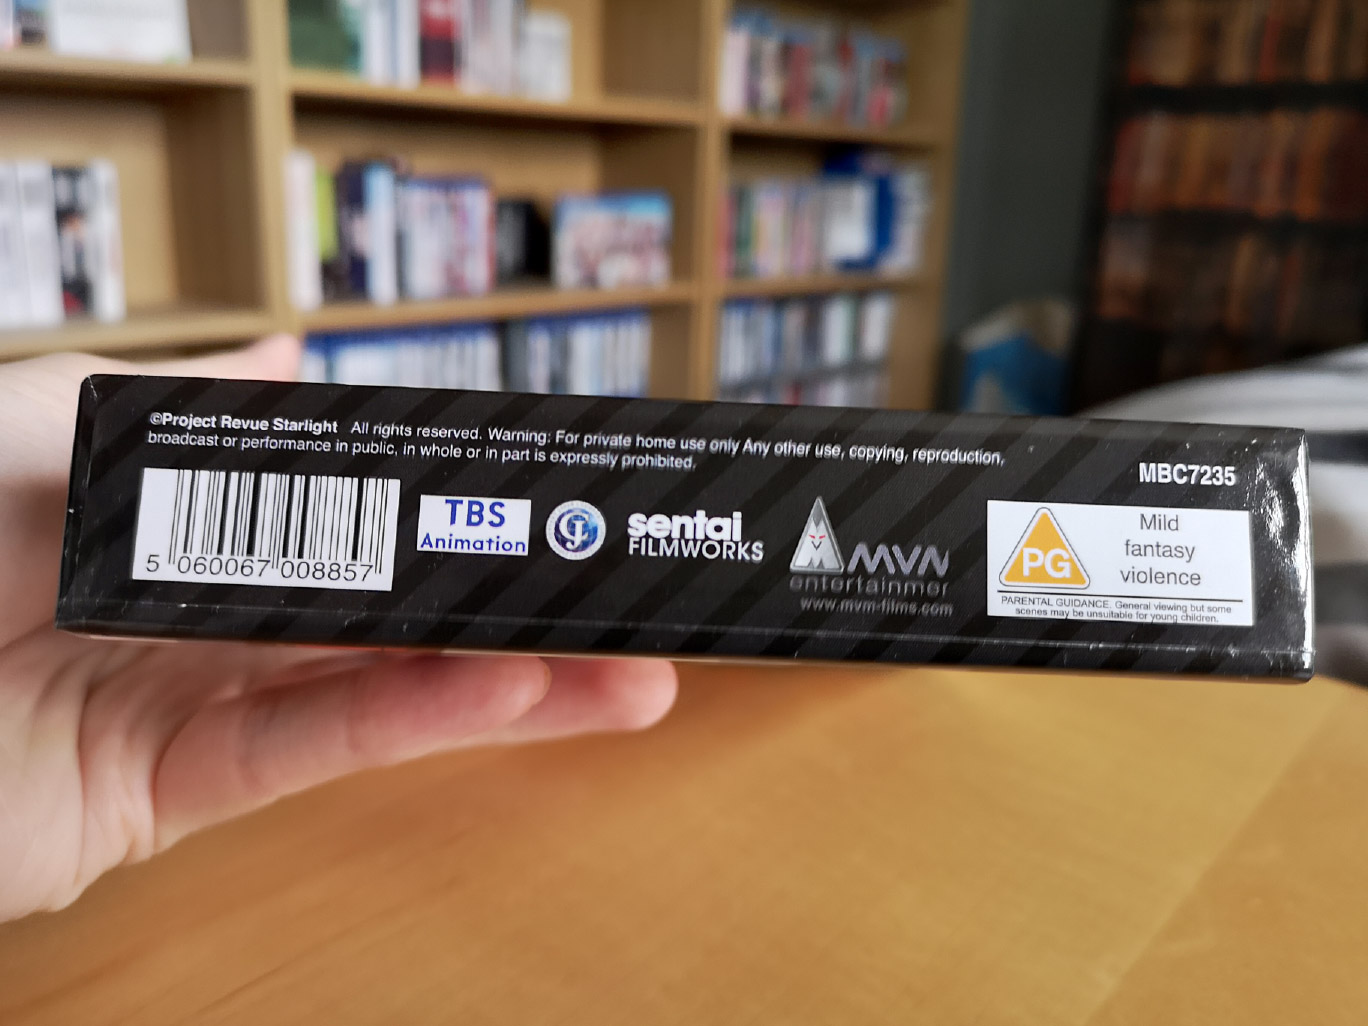 ©Project Revue Starlight All rights reserved. Warning: For private home use only Any other use, copying, reproduction,
broadcast or performance in public, in whole or in part is expressly prohibited.
MBC7235
5 060067 008857
TBS
Animation
sentai
FILMWORKS
MVM
entertainment
www.mvm-films.com
PG
Mild
fantasy
violence
PARENTAL GUIDANCE. General viewing but some
scenes may be unsuitable for young children.